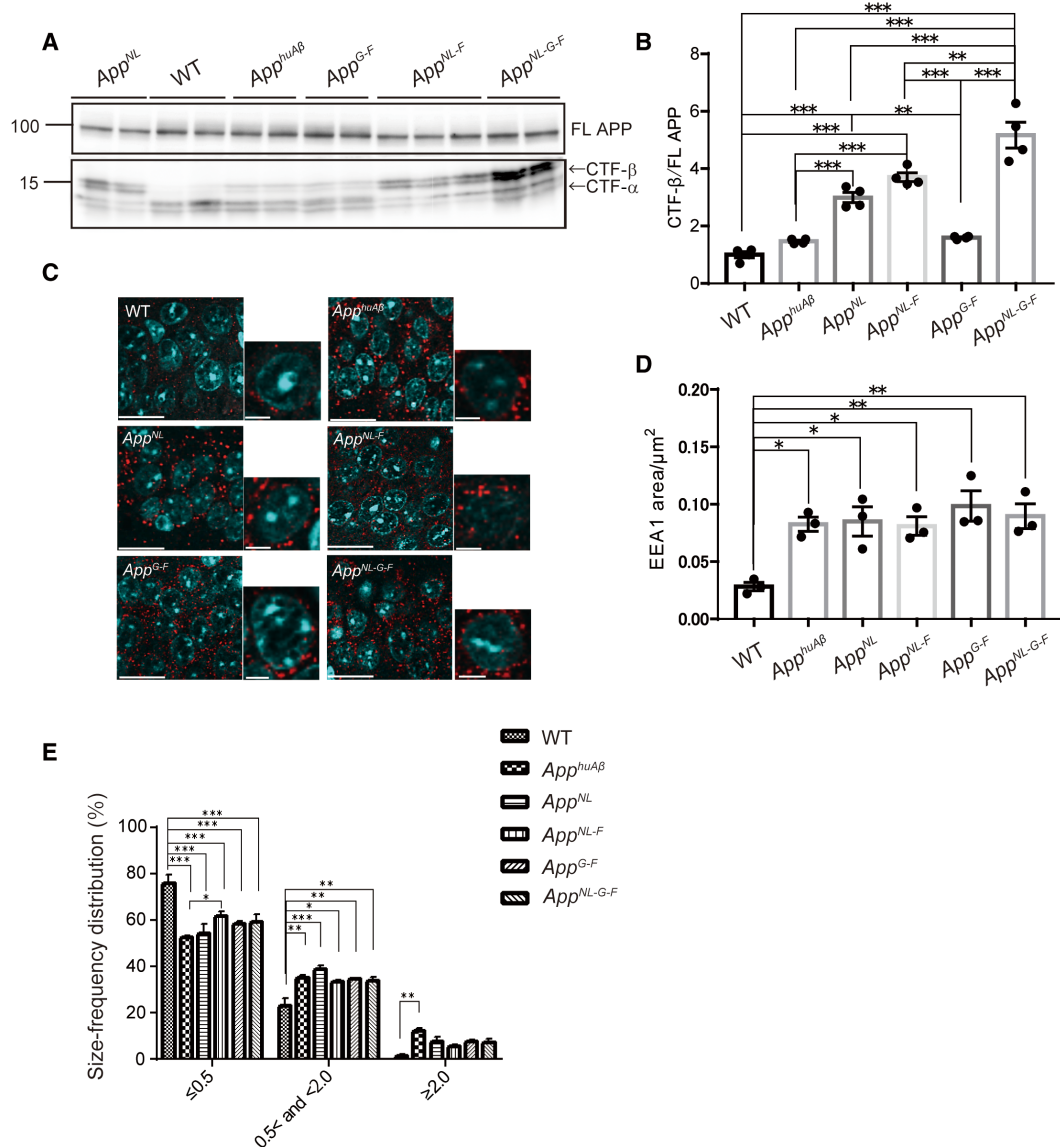 A
App^NL WT App^huAβ App^G-F App^NL-F App^NL-G-F
100
FL APP
15
←CTF-β
←CTF-α
B
CTF-β/FL APP
8
6
4
2
0
***
***
***
**
***
***
***
**
***
***
***
WT App^huAβ App^NL App^NL-F App^G-F App^NL-G-F
C
WT
App^huAβ
App^NL
App^NL-F
App^G-F
App^NL-G-F
D
EEA1 area/µm²
0.20
0.15
0.10
0.05
0.00
**
**
*
*
*
WT App^huAβ App^NL App^NL-F App^G-F App^NL-G-F
E
WT
App^huAβ
App^NL
App^NL-F
App^G-F
App^NL-G-F
Size-frequency distribution (%)
100
80
60
40
20
0
***
***
***
***
***
*
**
**
*
***
**
**
≤0.5
0.5< and <2.0
≥2.0